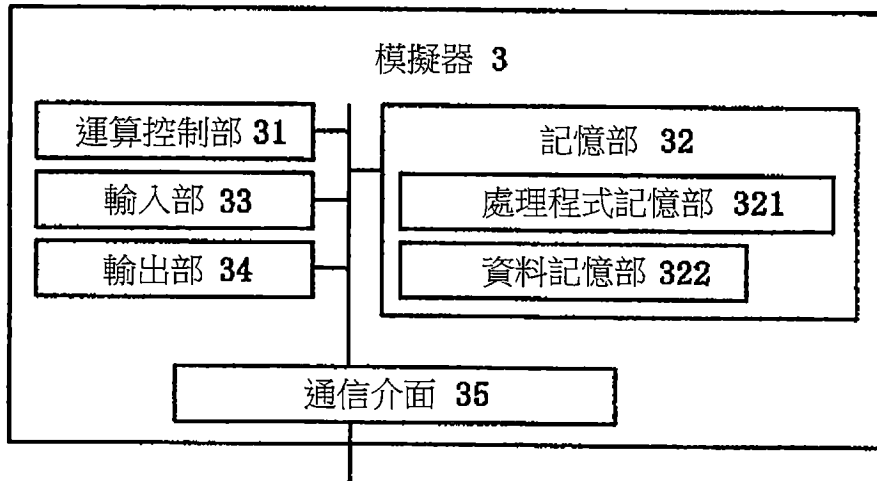 模擬器 3
運算控制部 31
輸入部 33
輸出部 34
記憶部 32
處理程式記憶部 321
資料記憶部 322
通信介面 35